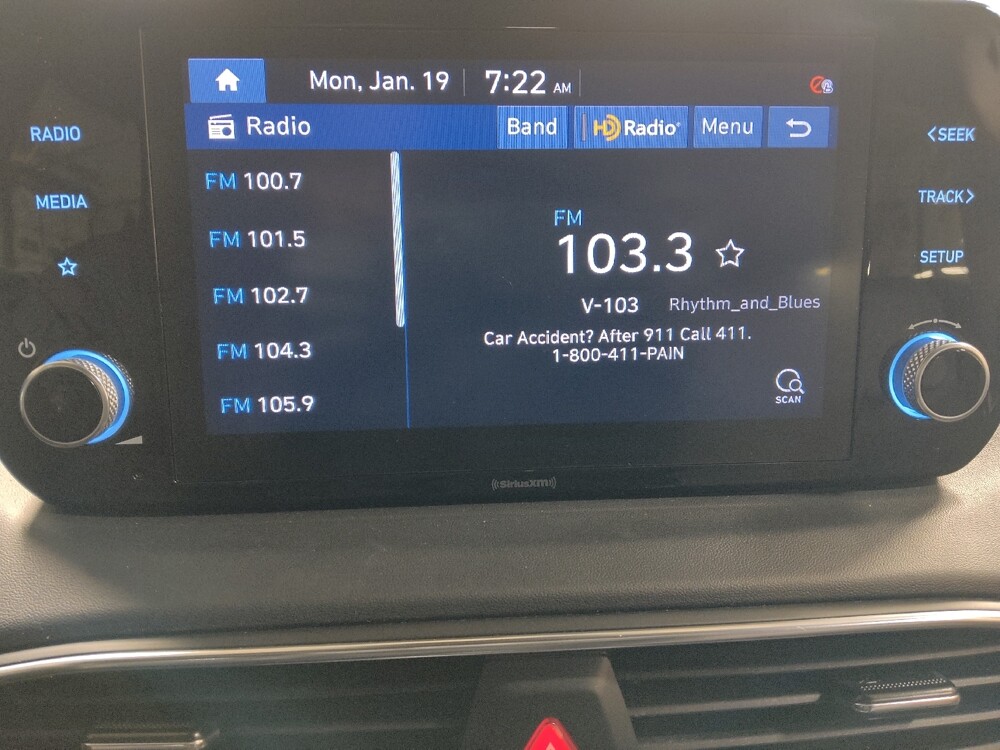 Mon, Jan. 19 7:22 AM
RADIO
Radio Band HD Radio Menu
<SEEK
FM 100.7
MEDIA
TRACK>
FM
FM 101.5
103.3
SETUP
FM 102.7
V-103 Rhythm_and_Blues
Car Accident? After 911 Call 411.
FM 104.3
1-800-411-PAIN
SCAN
FM 105.9
((SiriusXM))